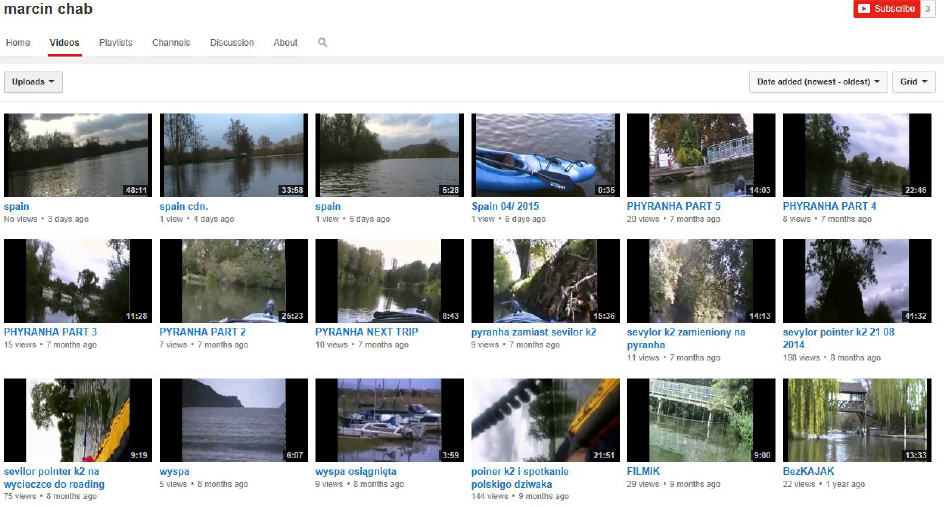 marcin chab
Subscribe 3
Home Videos Playlists Channels Discussion About
Uploads Date added (newest - oldest) Grid
48:11 33:58 5:28 0:35 14:03 22:46
spain spain cdn. spain Spain 04/ 2015 PHYRANHA PART 5 PHYRANHA PART 4
No views • 3 days ago 1 view • 4 days ago 1 view • 6 days ago 1 view • 6 days ago 20 views • 7 months ago 8 views • 7 months ago
11:28 25:23 8:43 15:36 14:13 41:32
PHYRANHA PART 3 PYRANHA PART 2 PYRANHA NEXT TRIP pyranha zamiast sevilor k2 sevylor k2 zamieniony na sevylor pointer k2 21 08
pyranha 2014
15 views • 7 months ago 7 views • 7 months ago 10 views • 7 months ago 9 views • 7 months ago 11 views • 7 months ago 198 views • 8 months ago
9:19 6:07 3:59 21:51 9:00 13:33
sevilor pointer k2 na wyspa wyspa osiągnięta poiner k2 i spotkanie FILMIK BezKAJAK
wycieczce do reading polskigo dziwaka
75 views • 8 months ago 5 views • 8 months ago 9 views • 8 months ago 144 views • 9 months ago 29 views • 9 months ago 22 views • 1 year ago